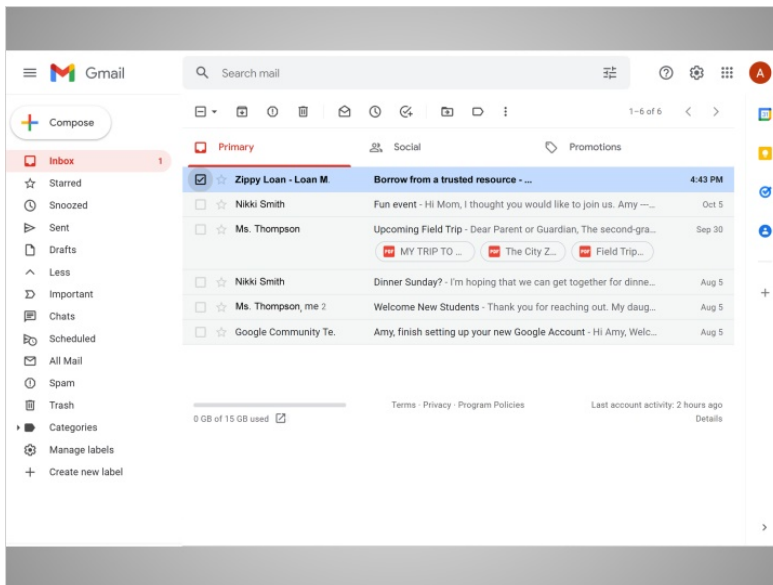 Gmail
Search mail
A
Compose
1–6 of 6
Primary
Social
Promotions
Inbox 1
Starred
Snoozed
Sent
Drafts
Less
Important
Chats
Scheduled
All Mail
Spam
Trash
Categories
Manage labels
Create new label
Zippy Loan - Loan M. Borrow from a trusted resource - ... 4:43 PM
Nikki Smith Fun event - Hi Mom, I thought you would like to join us. Amy —-... Oct 5
Ms. Thompson Upcoming Field Trip - Dear Parent or Guardian, The second-gra... Sep 30
PDF MY TRIP TO ... PDF The City Z... PDF Field Trip...
Nikki Smith Dinner Sunday? - I'm hoping that we can get together for dinne... Aug 5
Ms. Thompson, me 2 Welcome New Students - Thank you for reaching out. My daug... Aug 5
Google Community Te. Amy, finish setting up your new Google Account - Hi Amy, Welc... Aug 5
0 GB of 15 GB used
Terms · Privacy · Program Policies
Last account activity: 2 hours ago
Details